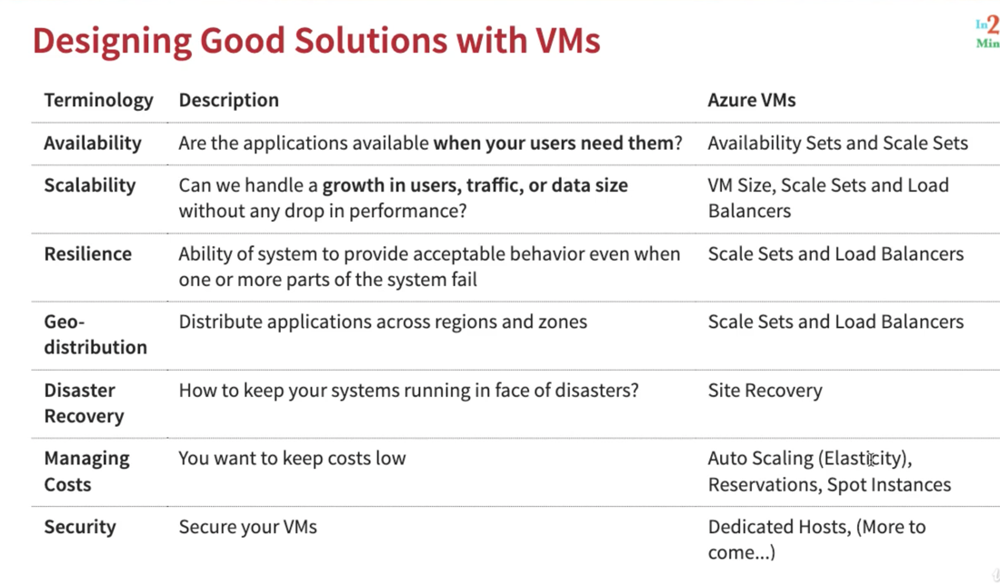 Designing Good Solutions with VMs
In2
Min
Terminology Description Azure VMs
Availability Are the applications available when your users need them? Availability Sets and Scale Sets
Scalability Can we handle a growth in users, traffic, or data size VM Size, Scale Sets and Load
without any drop in performance? Balancers
Resilience Ability of system to provide acceptable behavior even when Scale Sets and Load Balancers
one or more parts of the system fail
Geo- Distribute applications across regions and zones Scale Sets and Load Balancers
distribution
Disaster How to keep your systems running in face of disasters? Site Recovery
Recovery
Managing You want to keep costs low Auto Scaling (Elasticity),
Costs Reservations, Spot Instances
Security Secure your VMs Dedicated Hosts, (More to
come...)